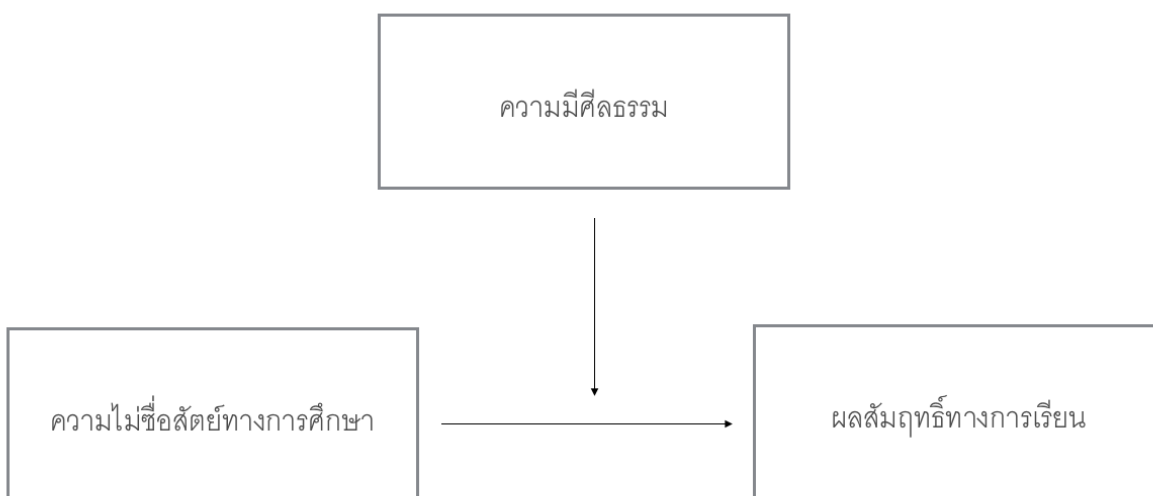 ความมีศีลธรรม
ความไม่ซื่อสัตย์ทางการศึกษา
ผลสัมฤทธิ์ทางการเรียน